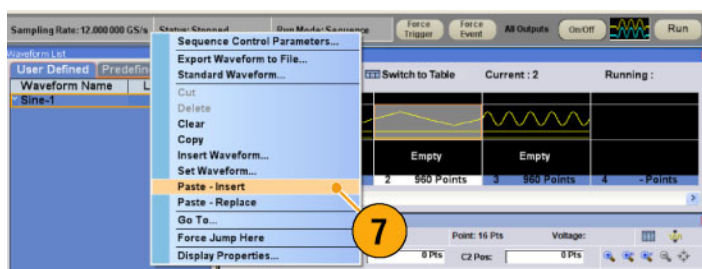 Sampling Rate: 12.000 000 GS/s Status: Stopped Run Mode: Sequence Force Trigger Force Event All Outputs On/Off Run
Waveform List
User Defined Predefin
Waveform Name L
Sine-1
Sequence Control Parameters...
Export Waveform to File...
Standard Waveform...
Cut
Delete
Clear
Copy
Insert Waveform...
Set Waveform...
Paste - Insert
Paste - Replace
Go To...
Force Jump Here
Display Properties...
7
Switch to Table Current : 2 Running :
Empty Empty
2 960 Points 3 960 Points 4 - Points
Point: 16 Pts Voltage:
0 Pts C2 Pos: 0 Pts